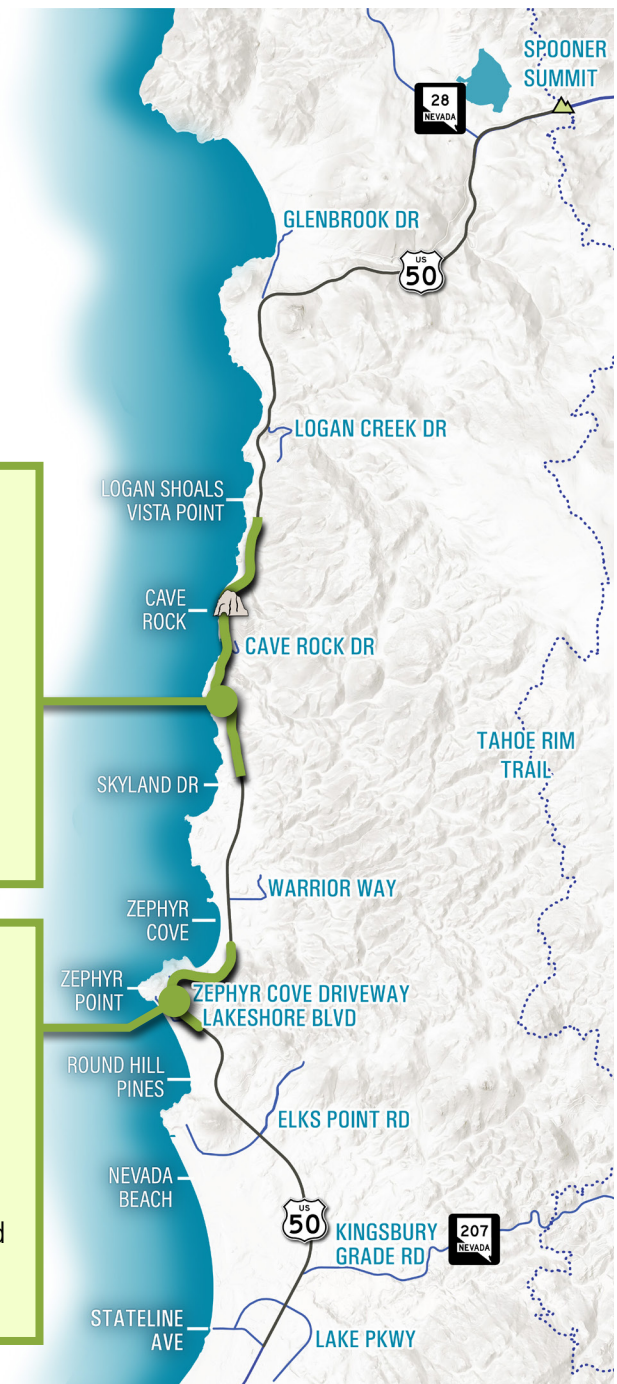 SPOONER
SUMMIT
28
NEVADA
GLENBROOK DR
US
50
LOGAN CREEK DR
LOGAN SHOALS
VISTA POINT
CAVE
ROCK
CAVE ROCK DR
TAHOE RIM
TRAIL
SKYLAND DR
WARRIOR WAY
ZEPHYR
COVE
ZEPHYR
POINT
ZEPHYR COVE DRIVEWAY
LAKESHORE BLVD
ROUND HILL
PINES
ELKS POINT RD
NEVADA
BEACH
US
50
KINGSBURY
GRADE RD
207
NEVADA
STATELINE
AVE
LAKE PKWY